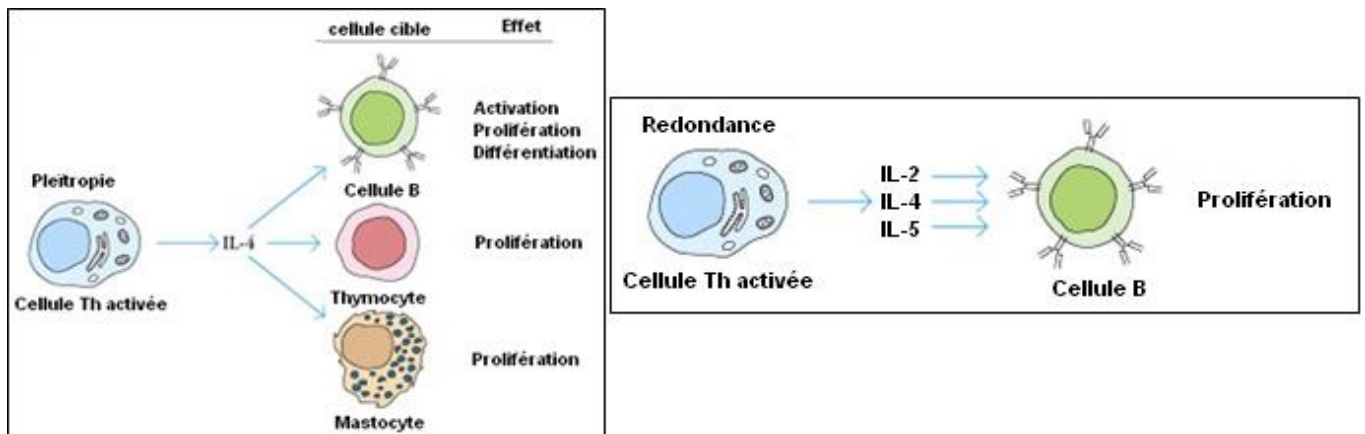 cellule cible Effet
Activation
Prolifération
Différentiation
Pleïtropie
Cellule B
IL-4
Prolifération
Cellule Th activée
Thymocyte
Prolifération
Mastocyte
Redondance
IL-2
IL-4
IL-5
Prolifération
Cellule Th activée
Cellule B